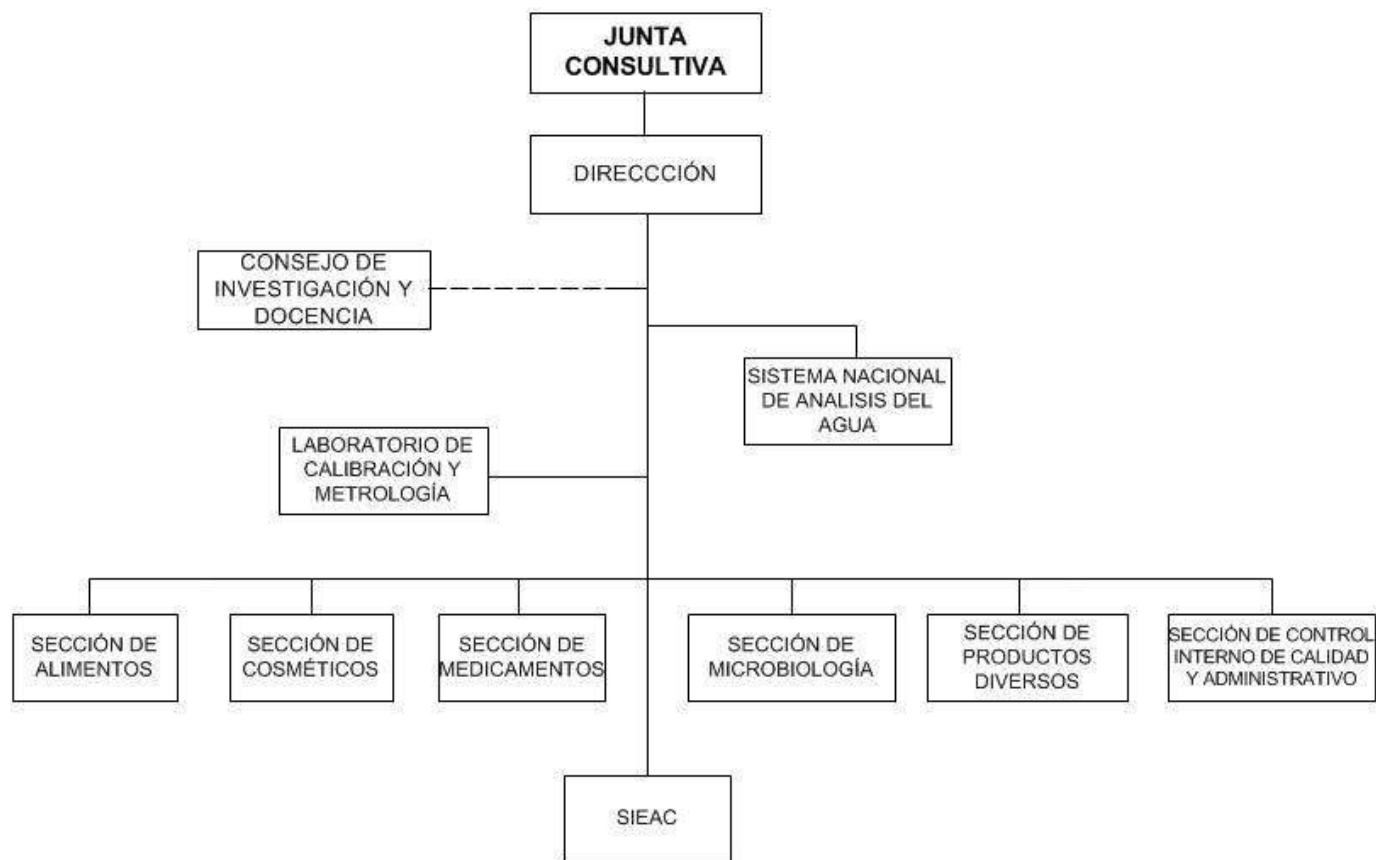 JUNTA
CONSULTIVA
DIRECCCIÓN
CONSEJO DE
INVESTIGACIÓN Y
DOCENCIA
SISTEMA NACIONAL
DE ANALISIS DEL
AGUA
LABORATORIO DE
CALIBRACIÓN Y
METROLOGÍA
SECCIÓN DE
ALIMENTOS
SECCIÓN DE
COSMÉTICOS
SECCIÓN DE
MEDICAMENTOS
SECCIÓN DE
MICROBIOLOGÍA
SECCIÓN DE
PRODUCTOS
DIVERSOS
SECCIÓN DE CONTROL
INTERNO DE CALIDAD
Y ADMINISTRATIVO
SIEAC